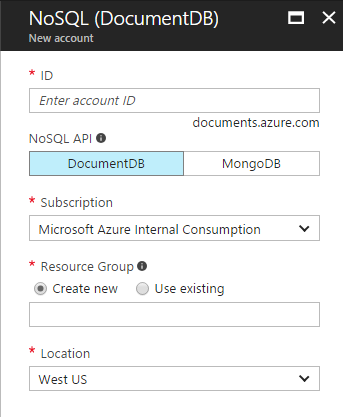 NoSQL (DocumentDB)
New account
* ID
Enter account ID
documents.azure.com
NoSQL API
DocumentDB MongoDB
* Subscription
Microsoft Azure Internal Consumption
* Resource Group
Create new Use existing
* Location
West US